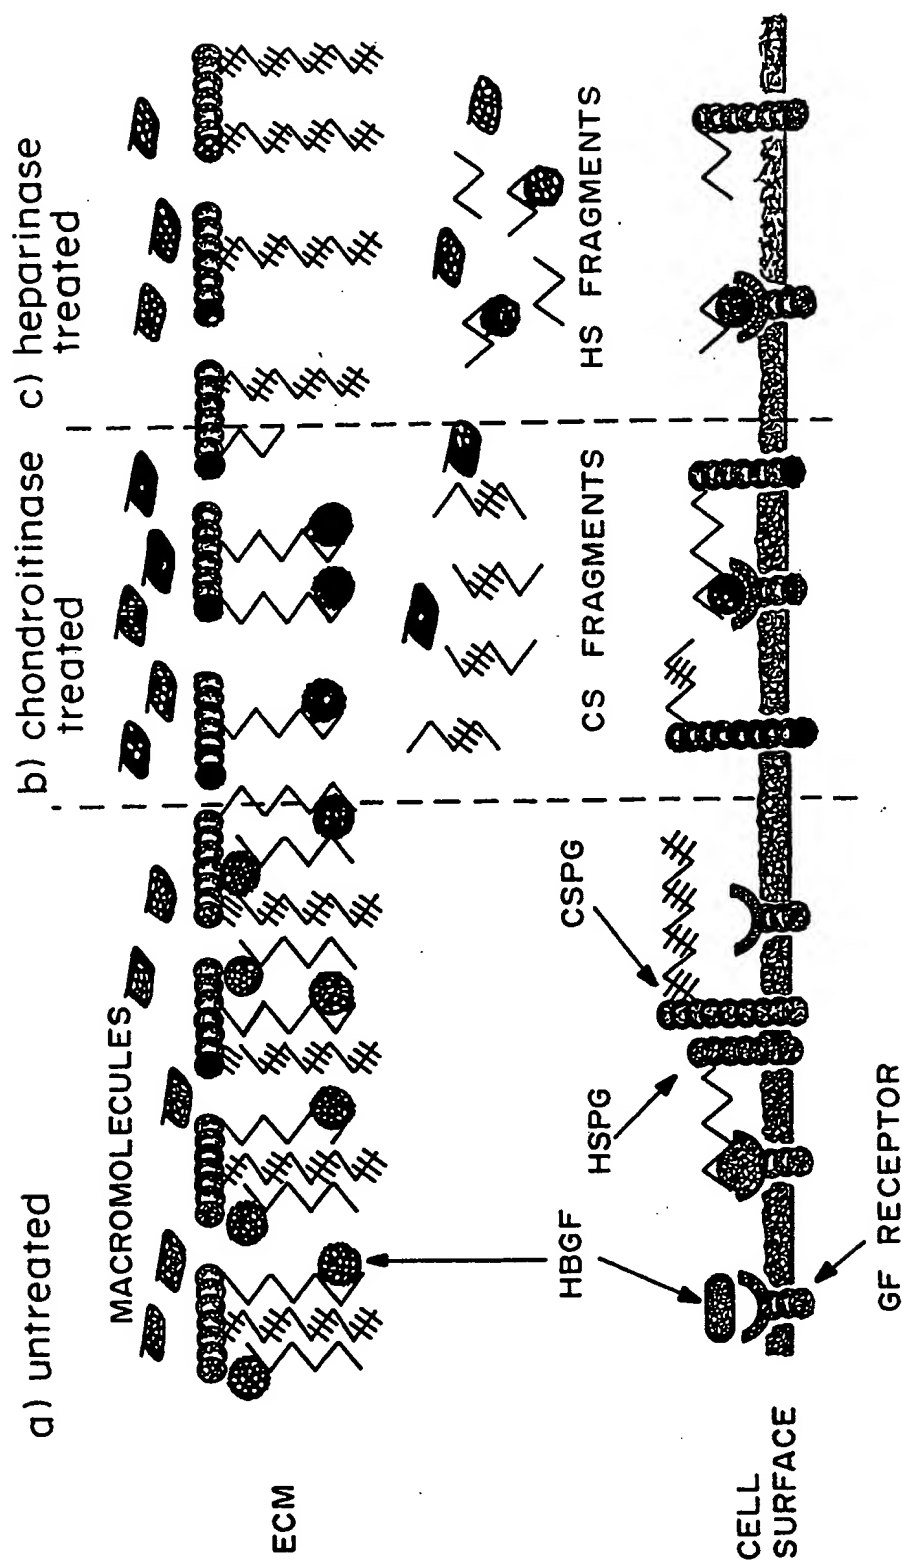 a) untreated
b) chondroitinase
treated
c) heparinase
treated
MACROMOLECULES
ECM
CS FRAGMENTS
HS FRAGMENTS
HBGF
HSPG
CSPG
CELL
SURFACE
GF RECEPTOR